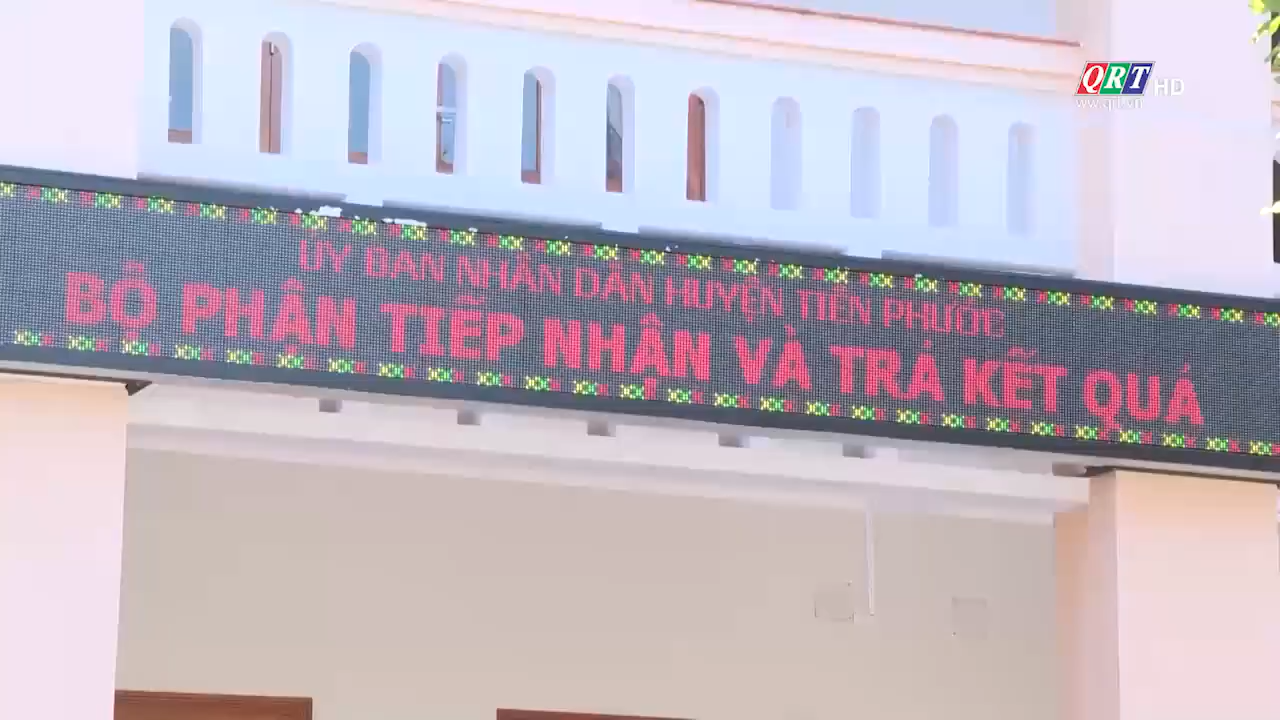 QRT HD
www.qrt.vn
ỦY BAN NHÂN DÂN HUYỆN TIÊN PHƯỚC
BỘ PHẬN TIẾP NHẬN VÀ TRẢ KẾT QUẢ